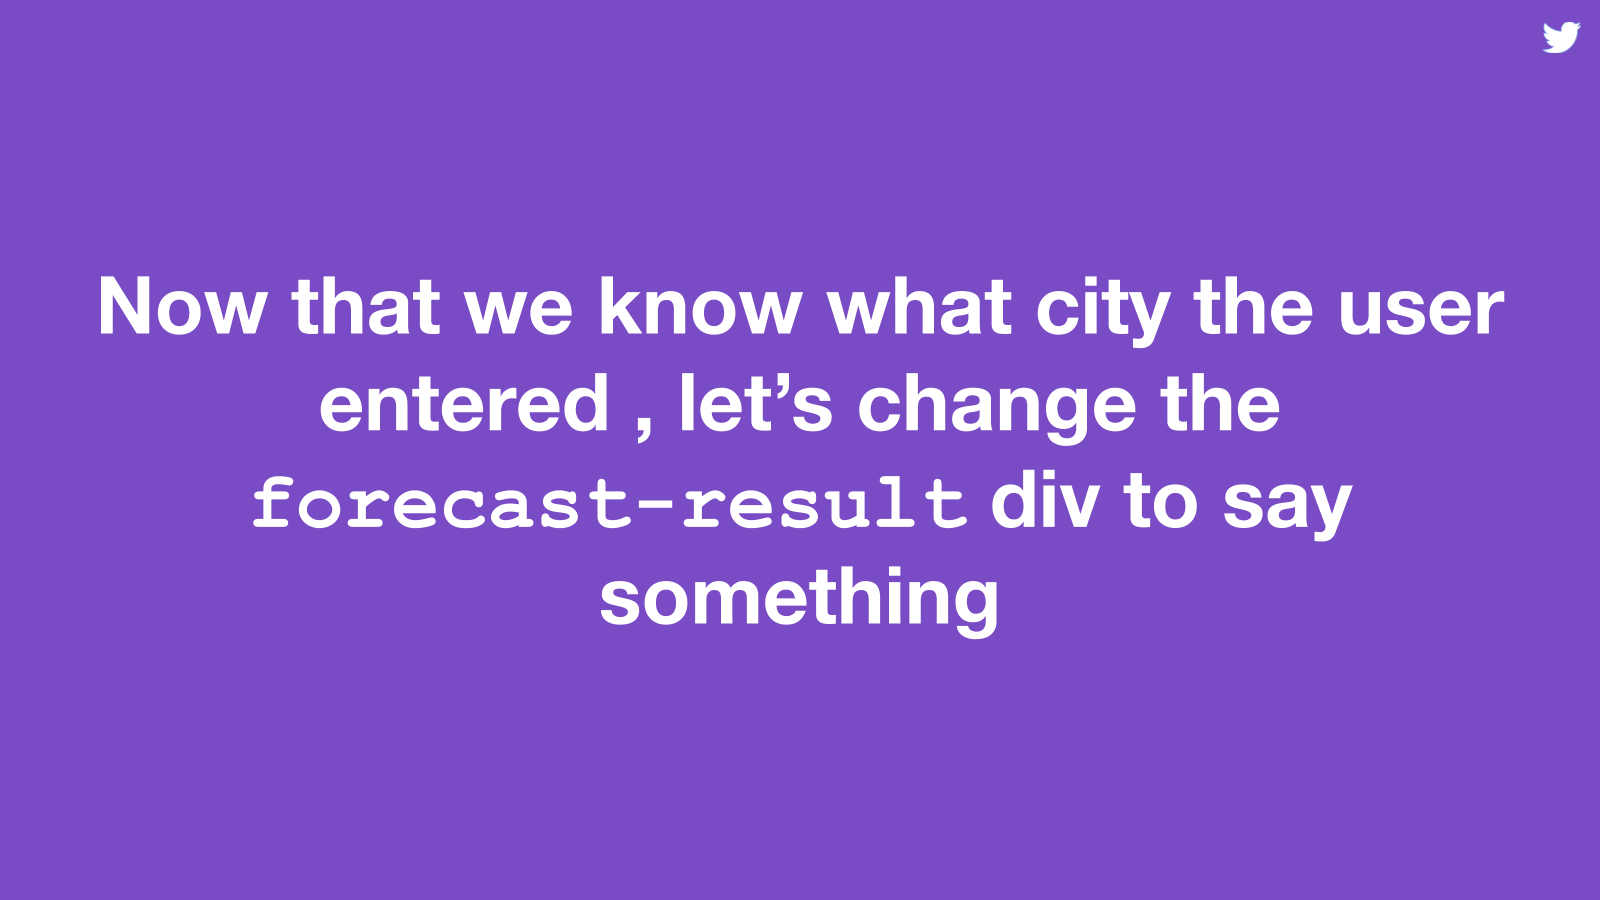 Now that we know what city the user
entered , let’s change the
forecast-result div to say
something